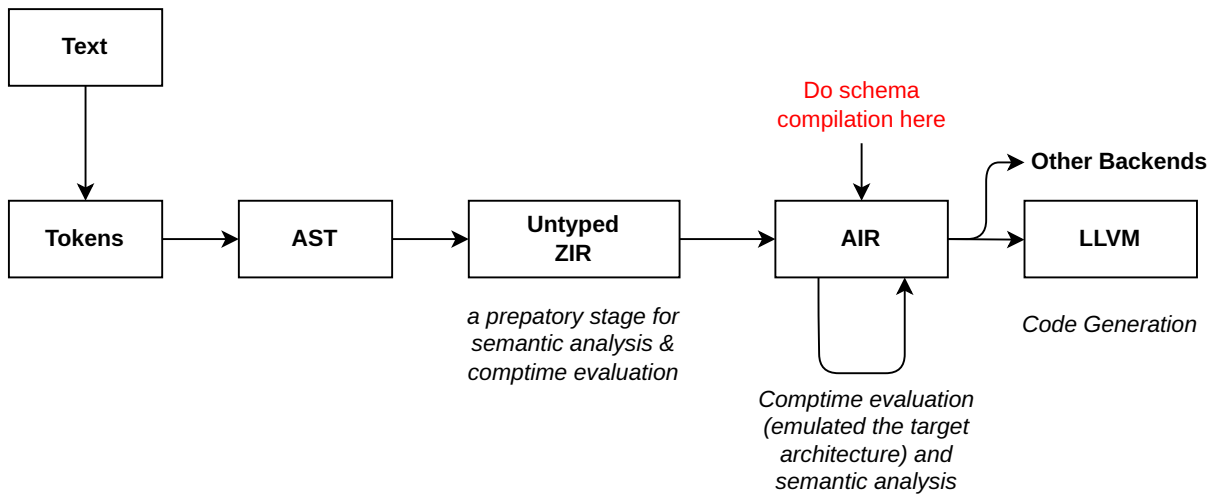 Text
Do schema
compilation here
Other Backends
Tokens
AST
Untyped
ZIR
AIR
LLVM
a prepatory stage for
semantic analysis &
comptime evaluation
Code Generation
Comptime evaluation
(emulated the target
architecture) and
semantic analysis